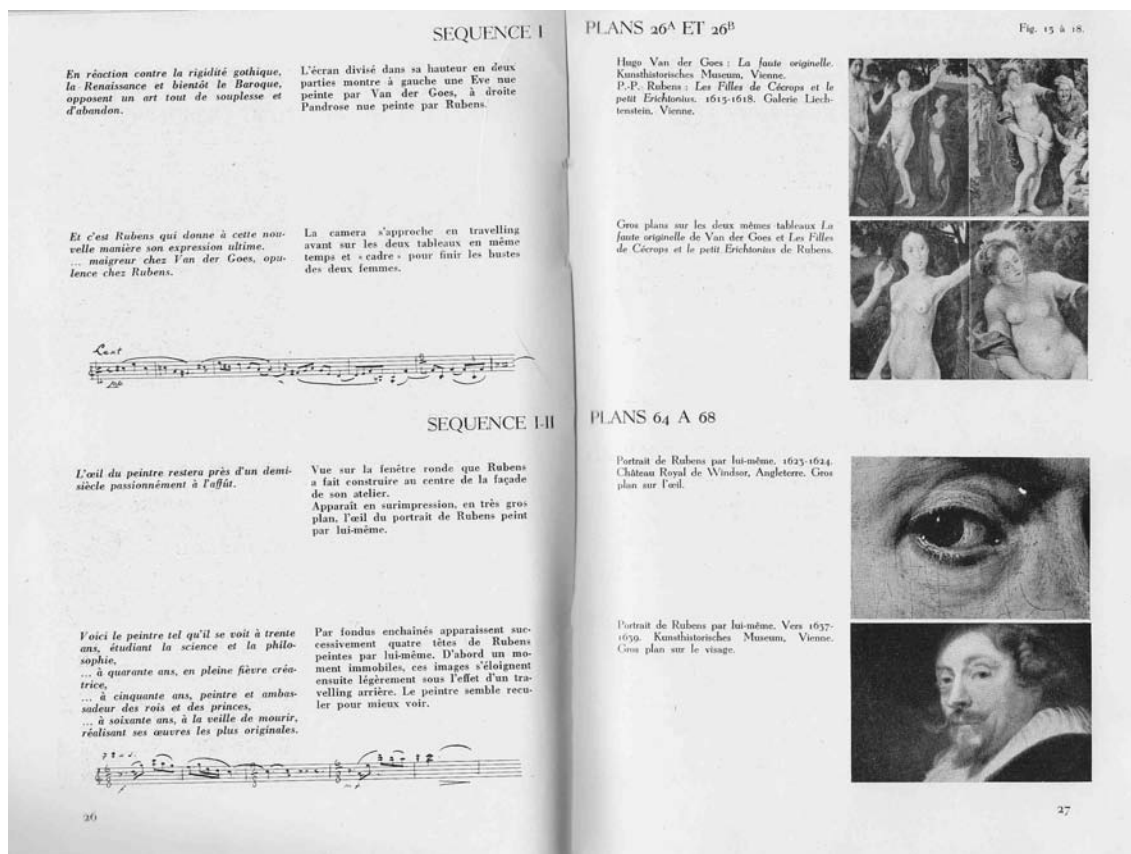 SEQUENCE I
En réaction contre la rigidité gothique,
la Renaissance et bientôt le Baroque,
opposent un art tout de souplesse et
d'abandon.
L'écran divisé dans sa hauteur en deux
parties montre à gauche une Eve nue
peinte par Van der Goes, à droite
Pandrose nue peinte par Rubens.
Et c'est Rubens qui donne à cette nou-
velle manière son expression ultime.
... maigreur chez Van der Goes, opu-
lence chez Rubens.
La camera s'approche en travelling
avant sur les deux tableaux en même
temps et « cadre » pour finir les bustes
des deux femmes.
Lent
SEQUENCE I-II
L'œil du peintre restera près d'un demi-
siècle passionnément à l'affût.
Vue sur la fenêtre ronde que Rubens
a fait construire au centre de la façade
de son atelier.
Apparaît en surimpression, en très gros
plan, l'œil du portrait de Rubens peint
par lui-même.
Voici le peintre tel qu'il se voit à trente
ans, étudiant la science et la philo-
sophie,
... à quarante ans, en pleine fièvre créa-
trice,
... à cinquante ans, peintre et ambas-
sadeur des rois et des princes,
... à soixante ans, à la veille de mourir,
réalisant ses œuvres les plus originales.
Par fondus enchaînés apparaissent suc-
cessivement quatre têtes de Rubens
peintes par lui-même. D'abord un mo-
ment immobiles, ces images s'éloignent
ensuite légèrement sous l'effet d'un tra-
velling arrière. Le peintre semble recu-
ler pour mieux voir.
26
PLANS 26A ET 26B
Fig. 15 à 18.
Hugo Van der Goes : La faute originelle.
Kunsthistorisches Museum, Vienne.
P.-P. Rubens : Les Filles de Cécrops et le
petit Erichtonius. 1615-1618. Galerie Liech-
tenstein. Vienne.
Gros plans sur les deux mêmes tableaux La
faute originelle de Van der Goes et Les Filles
de Cécrops et le petit Erichtonius de Rubens.
PLANS 64 A 68
Portrait de Rubens par lui-même. 1623-1624.
Château Royal de Windsor, Angleterre. Gros
plan sur l'œil.
Portrait de Rubens par lui-même. Vers 1637-
1639. Kunsthistorisches Museum, Vienne.
Gros plan sur le visage.
27